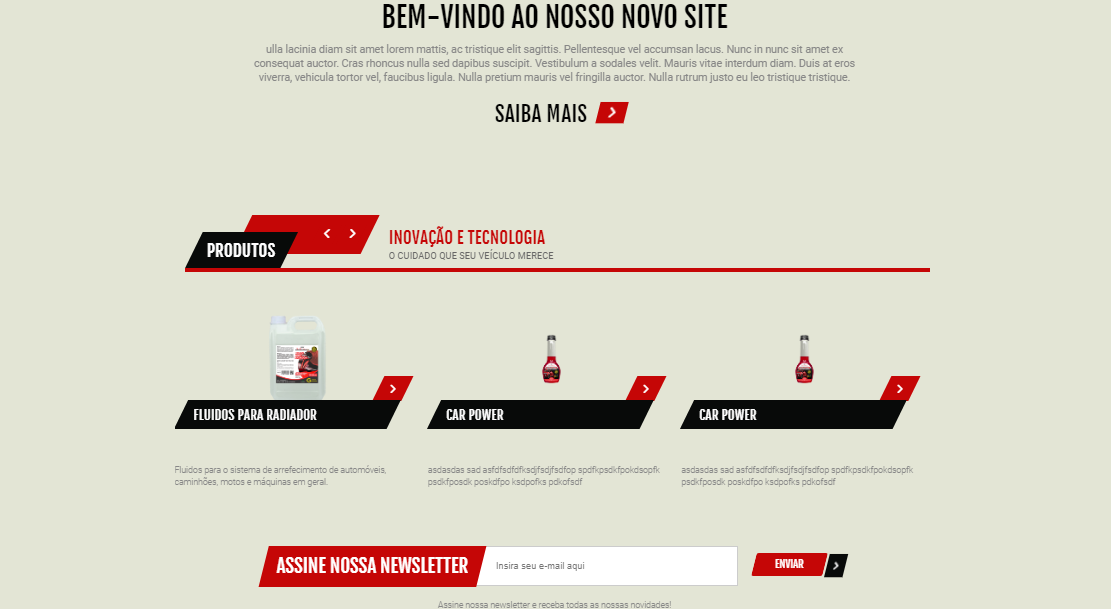 BEM-VINDO AO NOSSO NOVO SITE
ulla lacinia diam sit amet lorem mattis, ac tristique elit sagittis. Pellentesque vel accumsan lacus. Nunc in nunc sit amet ex
consequat auctor. Cras rhoncus nulla sed dapibus suscipit. Vestibulum a sodales velit. Mauris vitae interdum diam. Duis at eros
viverra, vehicula tortor vel, faucibus ligula. Nulla pretium mauris vel fringilla auctor. Nulla rutrum justo eu leo tristique tristique.
SAIBA MAIS
PRODUTOS
INOVAÇÃO E TECNOLOGIA
O CUIDADO QUE SEU VEÍCULO MERECE
FLUIDOS PARA RADIADOR
Fluidos para o sistema de arrefecimento de automóveis,
caminhões, motos e máquinas em geral.
CAR POWER
asdasdas sad asfdfsdfdfksdjfsdjfsdfop spdfkpsdkfpokdsopfk
psdkfposdk poskdfpo ksdpofks pdkofsdf
CAR POWER
asdasdas sad asfdfsdfdfksdjfsdjfsdfop spdfkpsdkfpokdsopfk
psdkfposdk poskdfpo ksdpofks pdkofsdf
ASSINE NOSSA NEWSLETTER
Insira seu e-mail aqui
ENVIAR
Assine nossa newsletter e receba todas as nossas novidades!